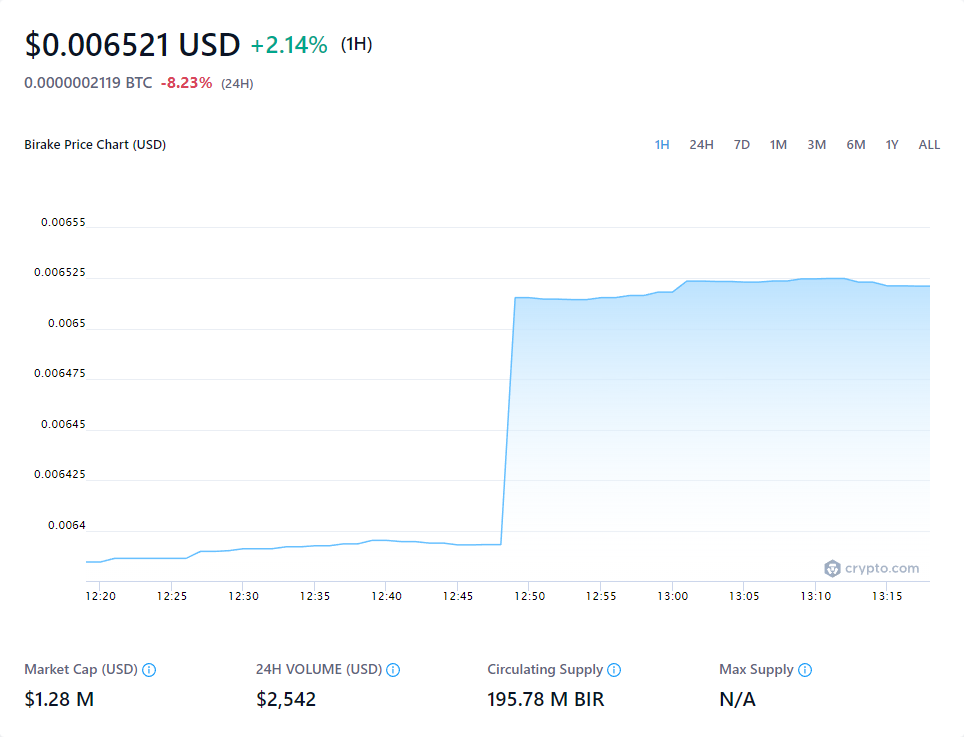 $0.006521 USD +2.14% (1H)
0.0000002119 BTC -8.23% (24H)
Birake Price Chart (USD) 1H 24H 7D 1M 3M 6M 1Y ALL
0.00655
0.006525
0.0065
0.006475
0.00645
0.006425
0.0064
crypto.com
12:20 12:25 12:30 12:35 12:40 12:45 12:50 12:55 13:00 13:05 13:10 13:15
Market Cap (USD) 24H VOLUME (USD) Circulating Supply Max Supply
$1.28 M $2,542 195.78 M BIR N/A